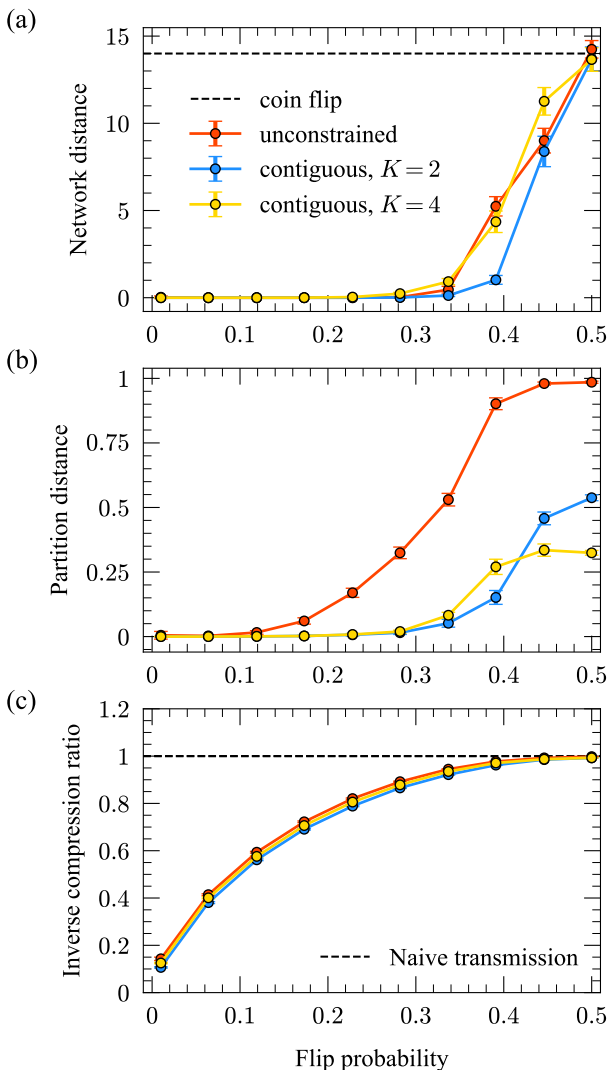 (a)
15
10
5
0
Network distance
coin flip
unconstrained
contiguous, K = 2
contiguous, K = 4
0 0.1 0.2 0.3 0.4 0.5
(b)
1
0.75
0.5
0.25
0
Partition distance
0 0.1 0.2 0.3 0.4 0.5
(c)
1.2
1
0.8
0.6
0.4
0.2
0
Inverse compression ratio
Naive transmission
0 0.1 0.2 0.3 0.4 0.5
Flip probability